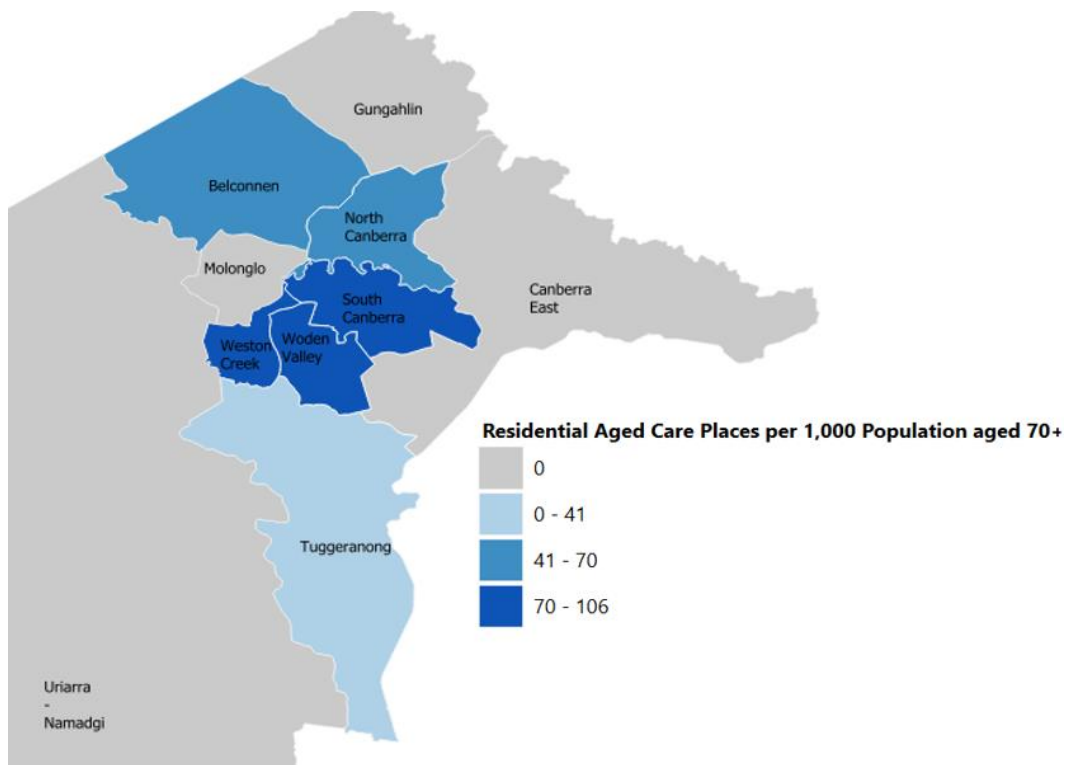 Gungahlin
Belconnen
North
Canberra
Molonglo
Canberra
East
South
Canberra
Weston
Creek
Woden
Valley
Residential Aged Care Places per 1,000 Population aged 70+
0
0 - 41
41 - 70
70 - 106
Tuggeranong
Uriarra
-
Namadgi